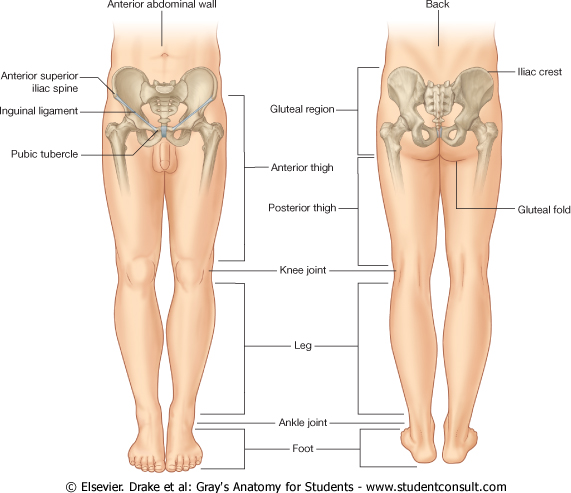 Anterior abdominal wall
Back
Anterior superior
iliac spine
Iliac crest
Inguinal ligament
Gluteal region
Pubic tubercle
Anterior thigh
Posterior thigh
Gluteal fold
Knee joint
Leg
Ankle joint
Foot
© Elsevier. Drake et al: Gray's Anatomy for Students - www.studentconsult.com